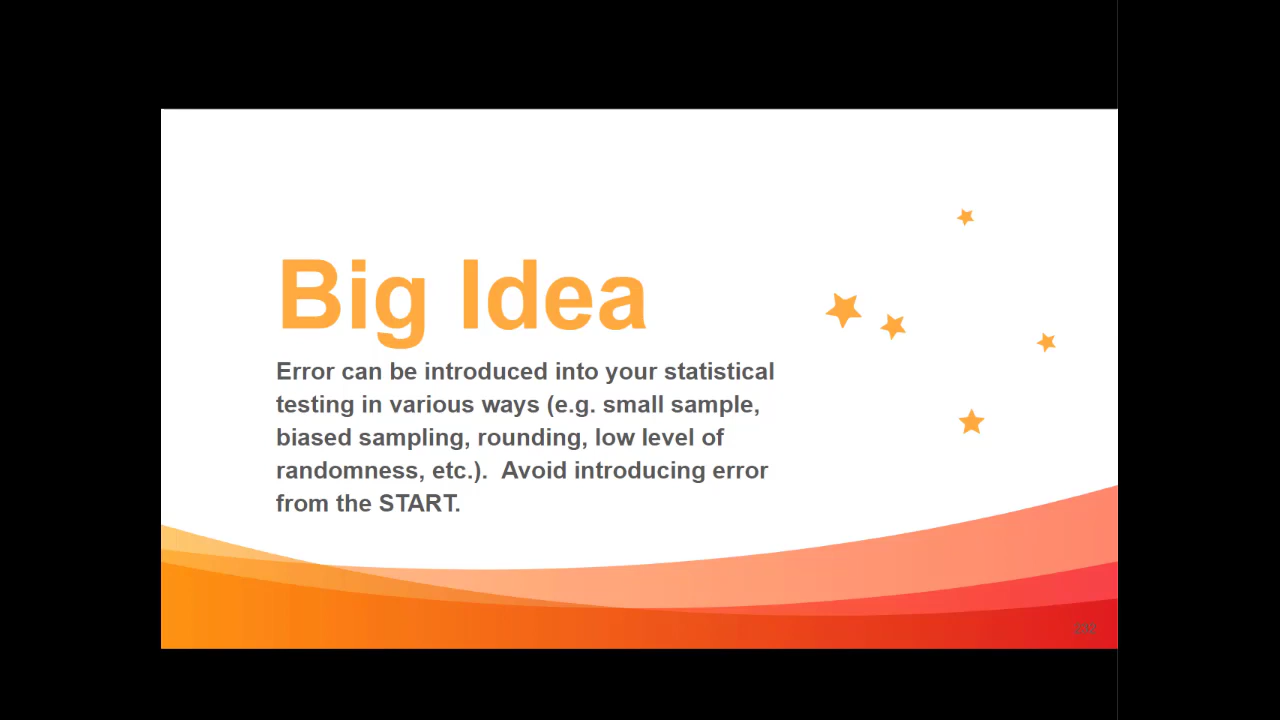 Big Idea
Error can be introduced into your statistical
testing in various ways (e.g. small sample,
biased sampling, rounding, low level of
randomness, etc.).  Avoid introducing error
from the START.